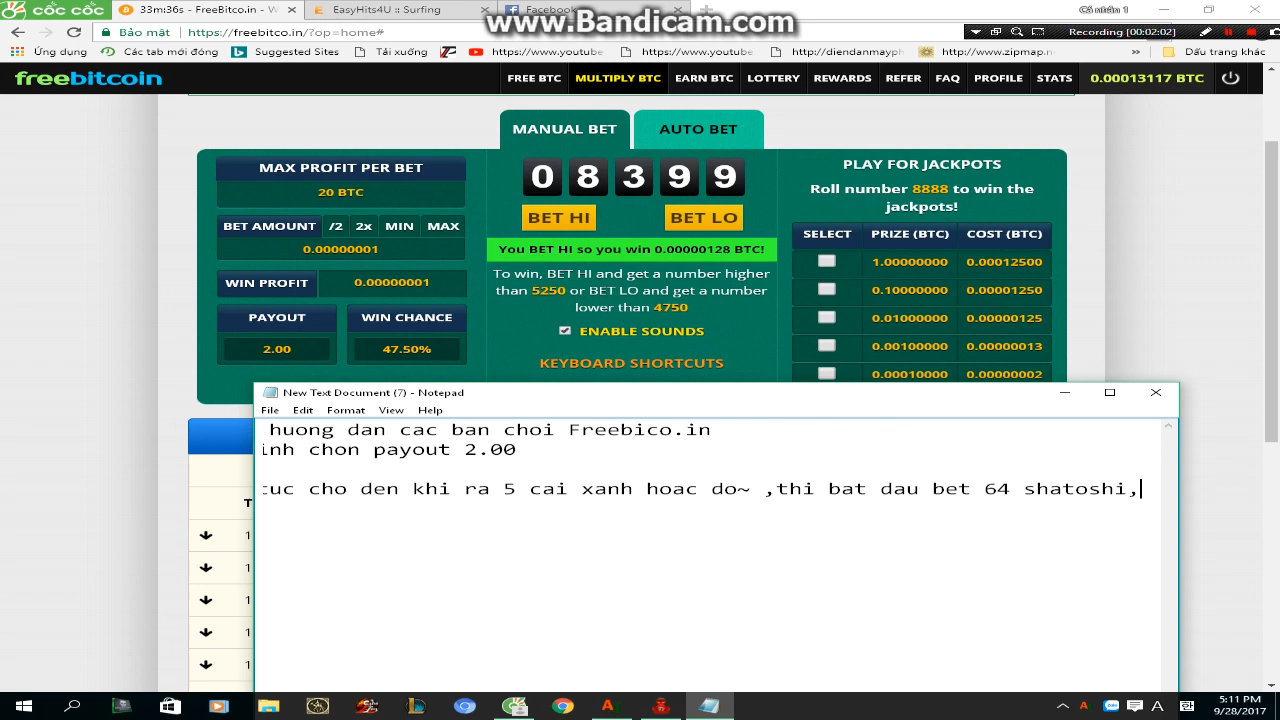 www.Bandicam.com
CỐC CỐC
33m:36s - FreeBitco.in - W
EasyHits4U :: Surfing
Facebook
Cá nhân 1
Bảo mật
https://freebitco.in/?op=home#
Recording [00:02:02]
Ứng dụng
Các tab mới đóng
Suggested Sites
Tải xuống
https://www.youtube
https://www.youtube
http://diendanmayph
http://www.zipmap.n
»
Dấu trang khác
freebitcoin
FREE BTC
MULTIPLY BTC
EARN BTC
LOTTERY
REWARDS
REFER
FAQ
PROFILE
STATS
0.00013117 BTC
MANUAL BET
AUTO BET
MAX PROFIT PER BET
20 BTC
BET AMOUNT
/2
2x
MIN
MAX
0.00000001
WIN PROFIT
0.00000001
PAYOUT
WIN CHANCE
2.00
47.50%
0 8 3 9 9
BET HI
BET LO
You BET HI so you win 0.00000128 BTC!
To win, BET HI and get a number higher
than 5250 or BET LO and get a number
lower than 4750
ENABLE SOUNDS
KEYBOARD SHORTCUTS
PLAY FOR JACKPOTS
Roll number 8888 to win the
jackpots!
SELECT
PRIZE (BTC)
COST (BTC)
1.00000000
0.00012500
0.10000000
0.00001250
0.01000000
0.00000125
0.00100000
0.00000013
0.00010000
0.00000002
New Text Document (7) - Notepad
File
Edit
Format
View
Help
huong dan cac ban choi Freebico.in
inh chon payout 2.00
tuc cho den khi ra 5 cai xanh hoac do~ ,thi bat dau bet 64 shatoshi,
T
1
1
1
1
1
5:11 PM
9/28/2017